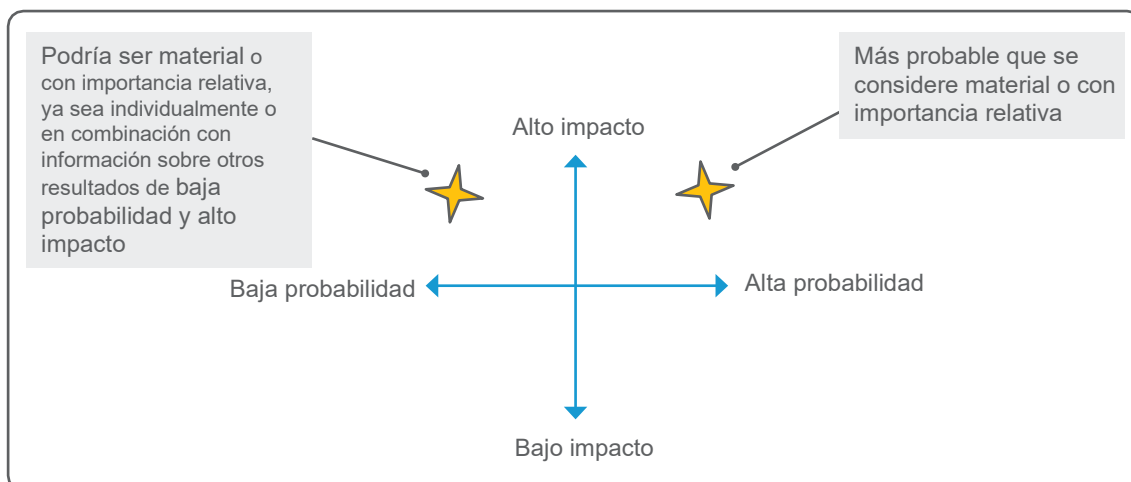 Podría ser material o
con importancia relativa,
ya sea individualmente o
en combinación con
información sobre otros
resultados de baja
probabilidad y alto
impacto
Más probable que se
considere material o con
importancia relativa
Alto impacto
Baja probabilidad
Alta probabilidad
Bajo impacto